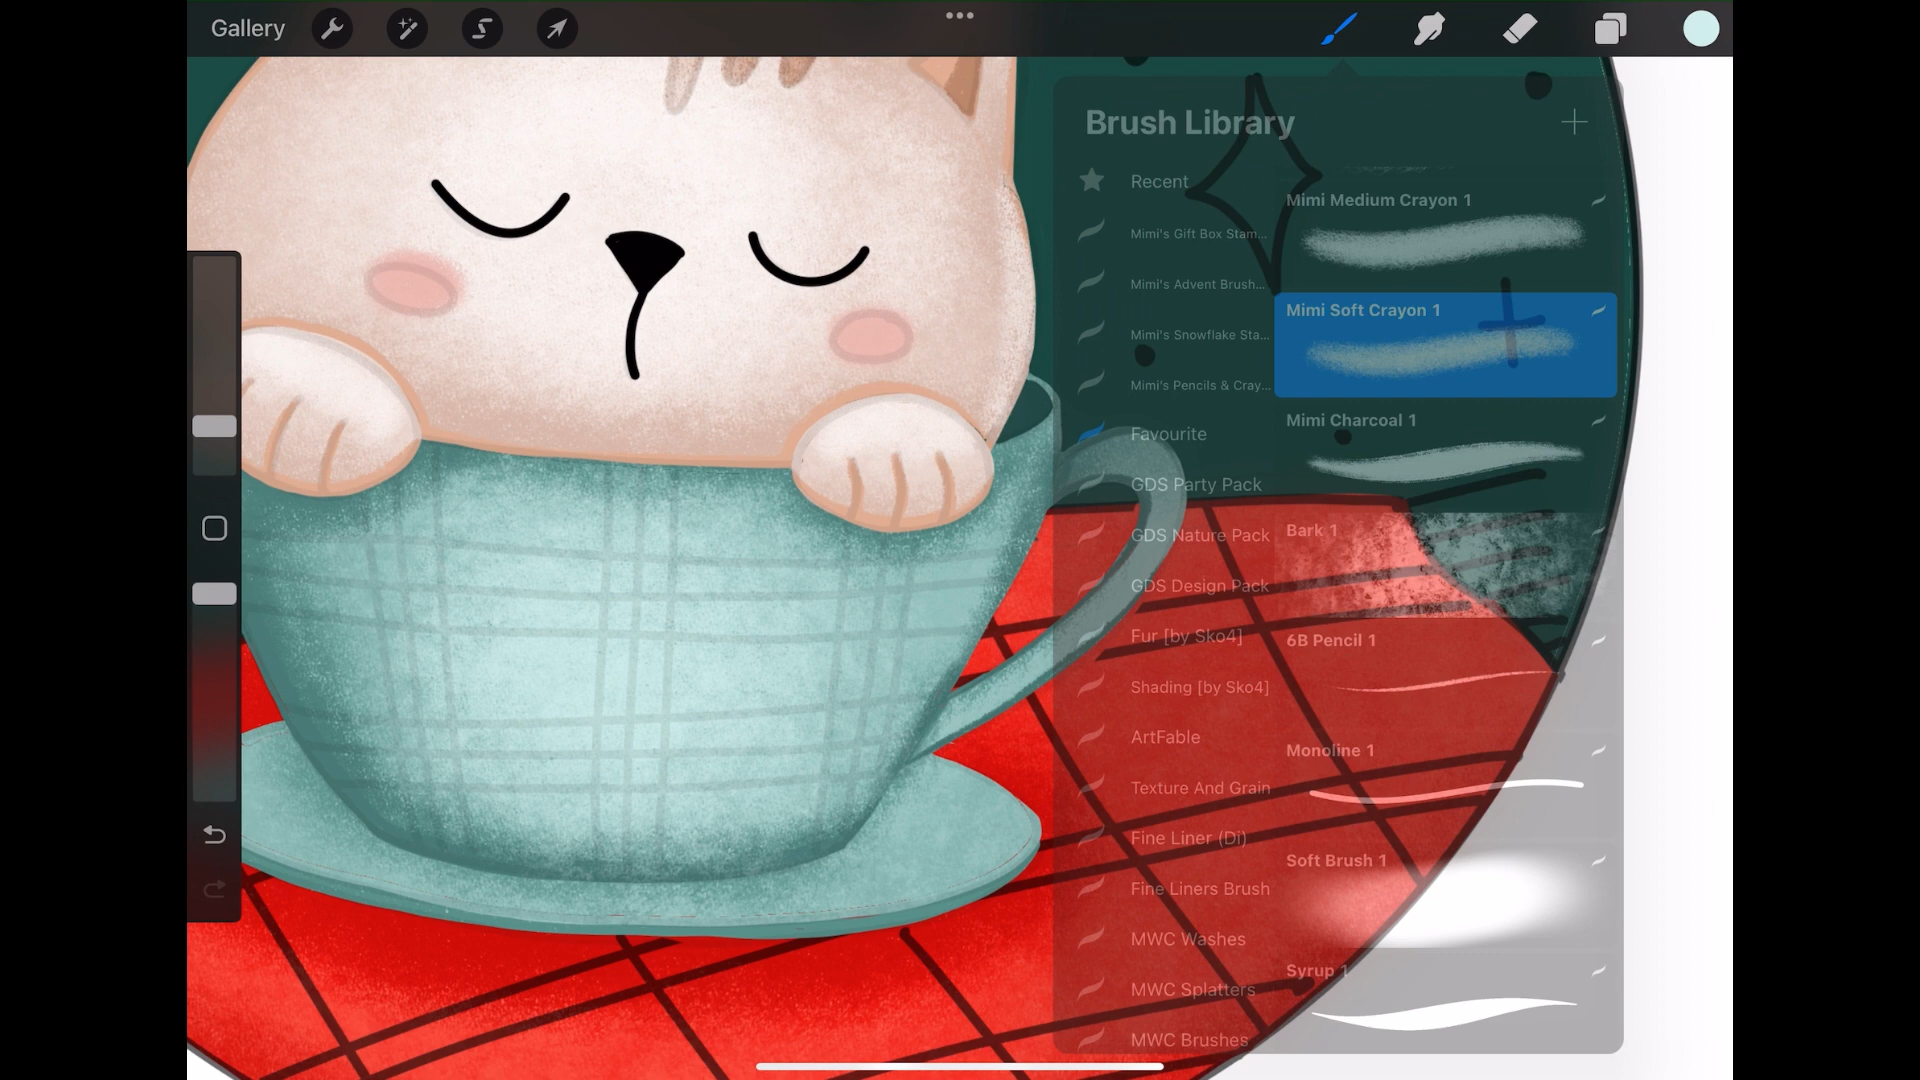 Gallery
Brush Library
Recent
Mimi's Gift Box Stam...
Mimi's Advent Brush...
Mimi's Snowflake Sta...
Mimi's Pencils & Cray...
Favourite
GDS Party Pack
GDS Nature Pack
GDS Design Pack
Fur [by Sko4]
Shading [by Sko4]
ArtFable
Texture And Grain
Fine Liner (Di)
Fine Liners Brush
MWC Washes
MWC Splatters
MWC Brushes
Mimi Medium Crayon 1
Mimi Soft Crayon 1
Mimi Charcoal 1
Bark 1
6B Pencil 1
Monoline 1
Soft Brush 1
Syrup 1